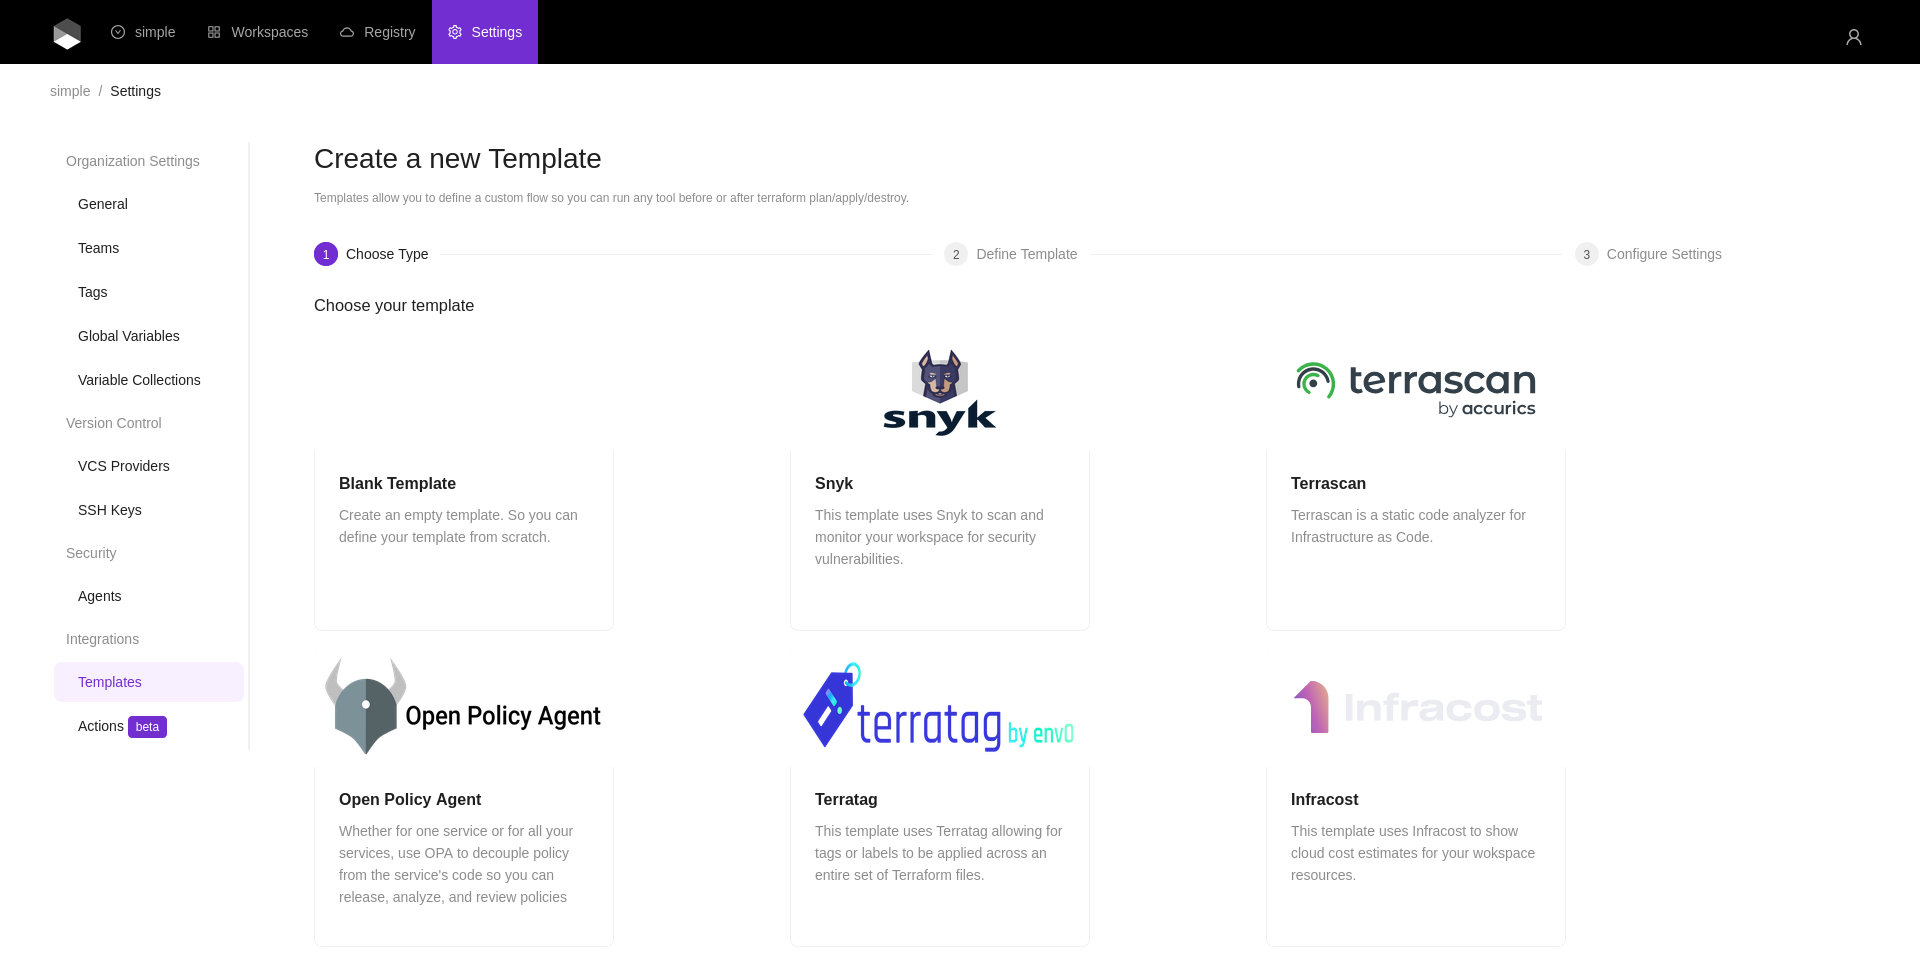 simple
Workspaces
Registry
Settings
simple / Settings
Organization Settings
General
Teams
Tags
Global Variables
Variable Collections
Version Control
VCS Providers
SSH Keys
Security
Agents
Integrations
Templates
Actions beta
Create a new Template
Templates allow you to define a custom flow so you can run any tool before or after terraform plan/apply/destroy.
1 Choose Type
2 Define Template
3 Configure Settings
Choose your template
Blank Template
Create an empty template. So you can
define your template from scratch.
snyk
Snyk
This template uses Snyk to scan and
monitor your workspace for security
vulnerabilities.
terrascan
by accurics
Terrascan
Terrascan is a static code analyzer for
Infrastructure as Code.
Open Policy Agent
Open Policy Agent
Whether for one service or for all your
services, use OPA to decouple policy
from the service's code so you can
release, analyze, and review policies
terratag by env0
Terratag
This template uses Terratag allowing for
tags or labels to be applied across an
entire set of Terraform files.
Infracost
Infracost
This template uses Infracost to show
cloud cost estimates for your wokspace
resources.